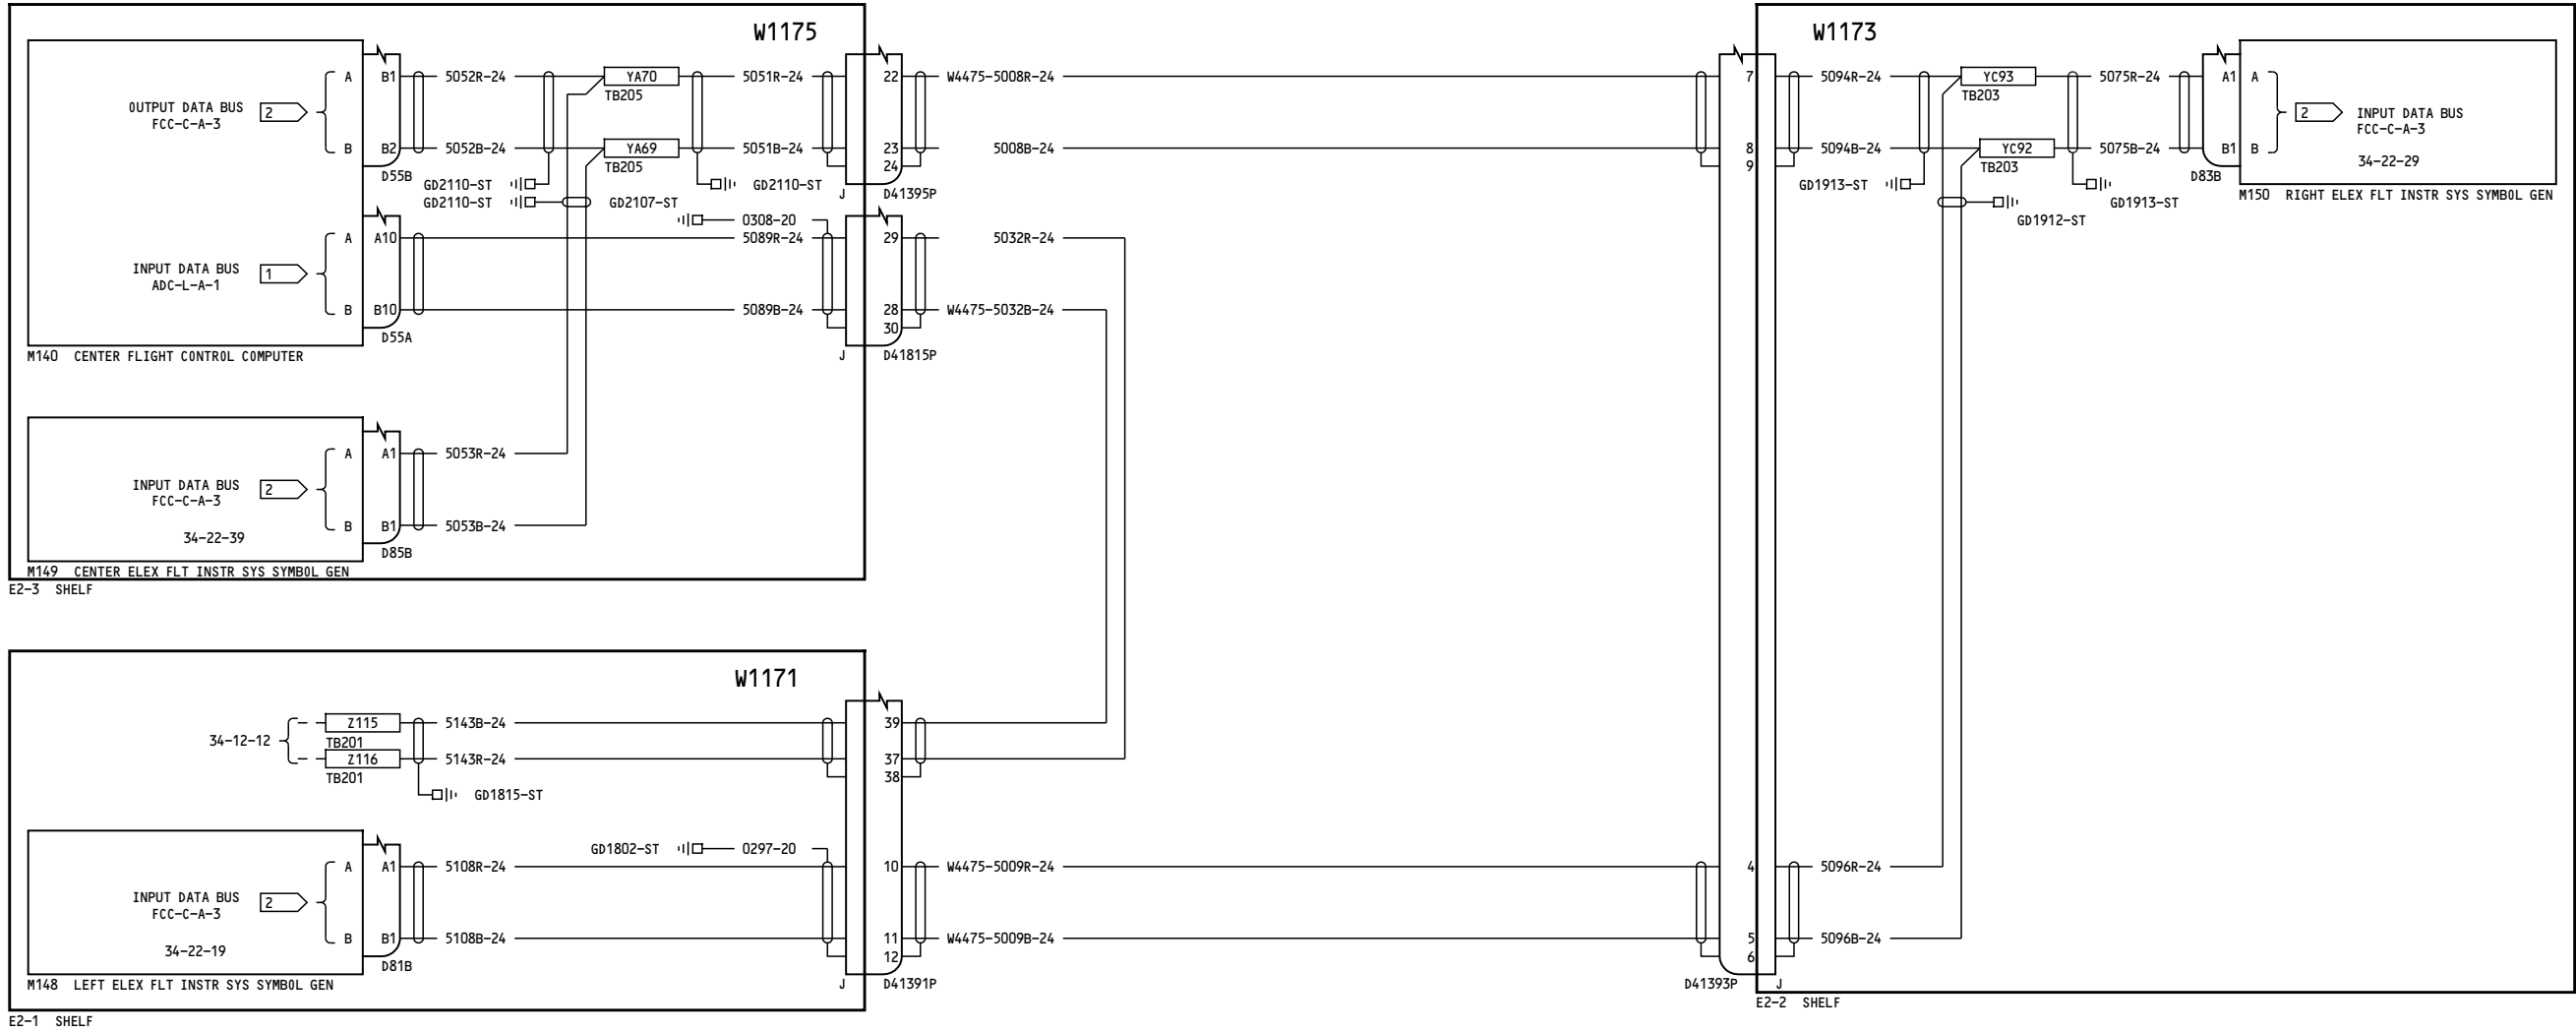 W1175
A
B1
5052R-24
YA70
TB205
5051R-24
22
W4475-5008R-24
OUTPUT DATA BUS
FCC-C-A-3
2
B
B2
5052B-24
YA69
TB205
5051B-24
23
24
5008B-24
D55B
GD2110-ST
GD2110-ST
GD2110-ST
GD2107-ST
J
D41395P
0308-20
A
A10
5089R-24
29
5032R-24
INPUT DATA BUS
ADC-L-A-1
1
B
B10
5089B-24
28
30
W4475-5032B-24
D55A
J
D41815P
M140 CENTER FLIGHT CONTROL COMPUTER
A
A1
5053R-24
INPUT DATA BUS
FCC-C-A-3
2
B
B1
5053B-24
34-22-39
D85B
M149 CENTER ELEX FLT INSTR SYS SYMBOL GEN
E2-3 SHELF
W1171
34-12-12
Z115
TB201
5143B-24
39
Z116
TB201
5143R-24
37
38
GD1815-ST
GD1802-ST
0297-20
A
A1
5108R-24
10
W4475-5009R-24
INPUT DATA BUS
FCC-C-A-3
2
B
B1
5108B-24
11
12
W4475-5009B-24
34-22-19
D81B
M148 LEFT ELEX FLT INSTR SYS SYMBOL GEN
J
D41391P
E2-1 SHELF
W1173
7
5094R-24
YC93
TB203
5075R-24
A1
A
8
9
5094B-24
YC92
TB203
5075B-24
B1
B
2
INPUT DATA BUS
FCC-C-A-3
34-22-29
D83B
GD1913-ST
GD1913-ST
GD1912-ST
M150 RIGHT ELEX FLT INSTR SYS SYMBOL GEN
4
5096R-24
5
6
5096B-24
D41393P
J
E2-2 SHELF